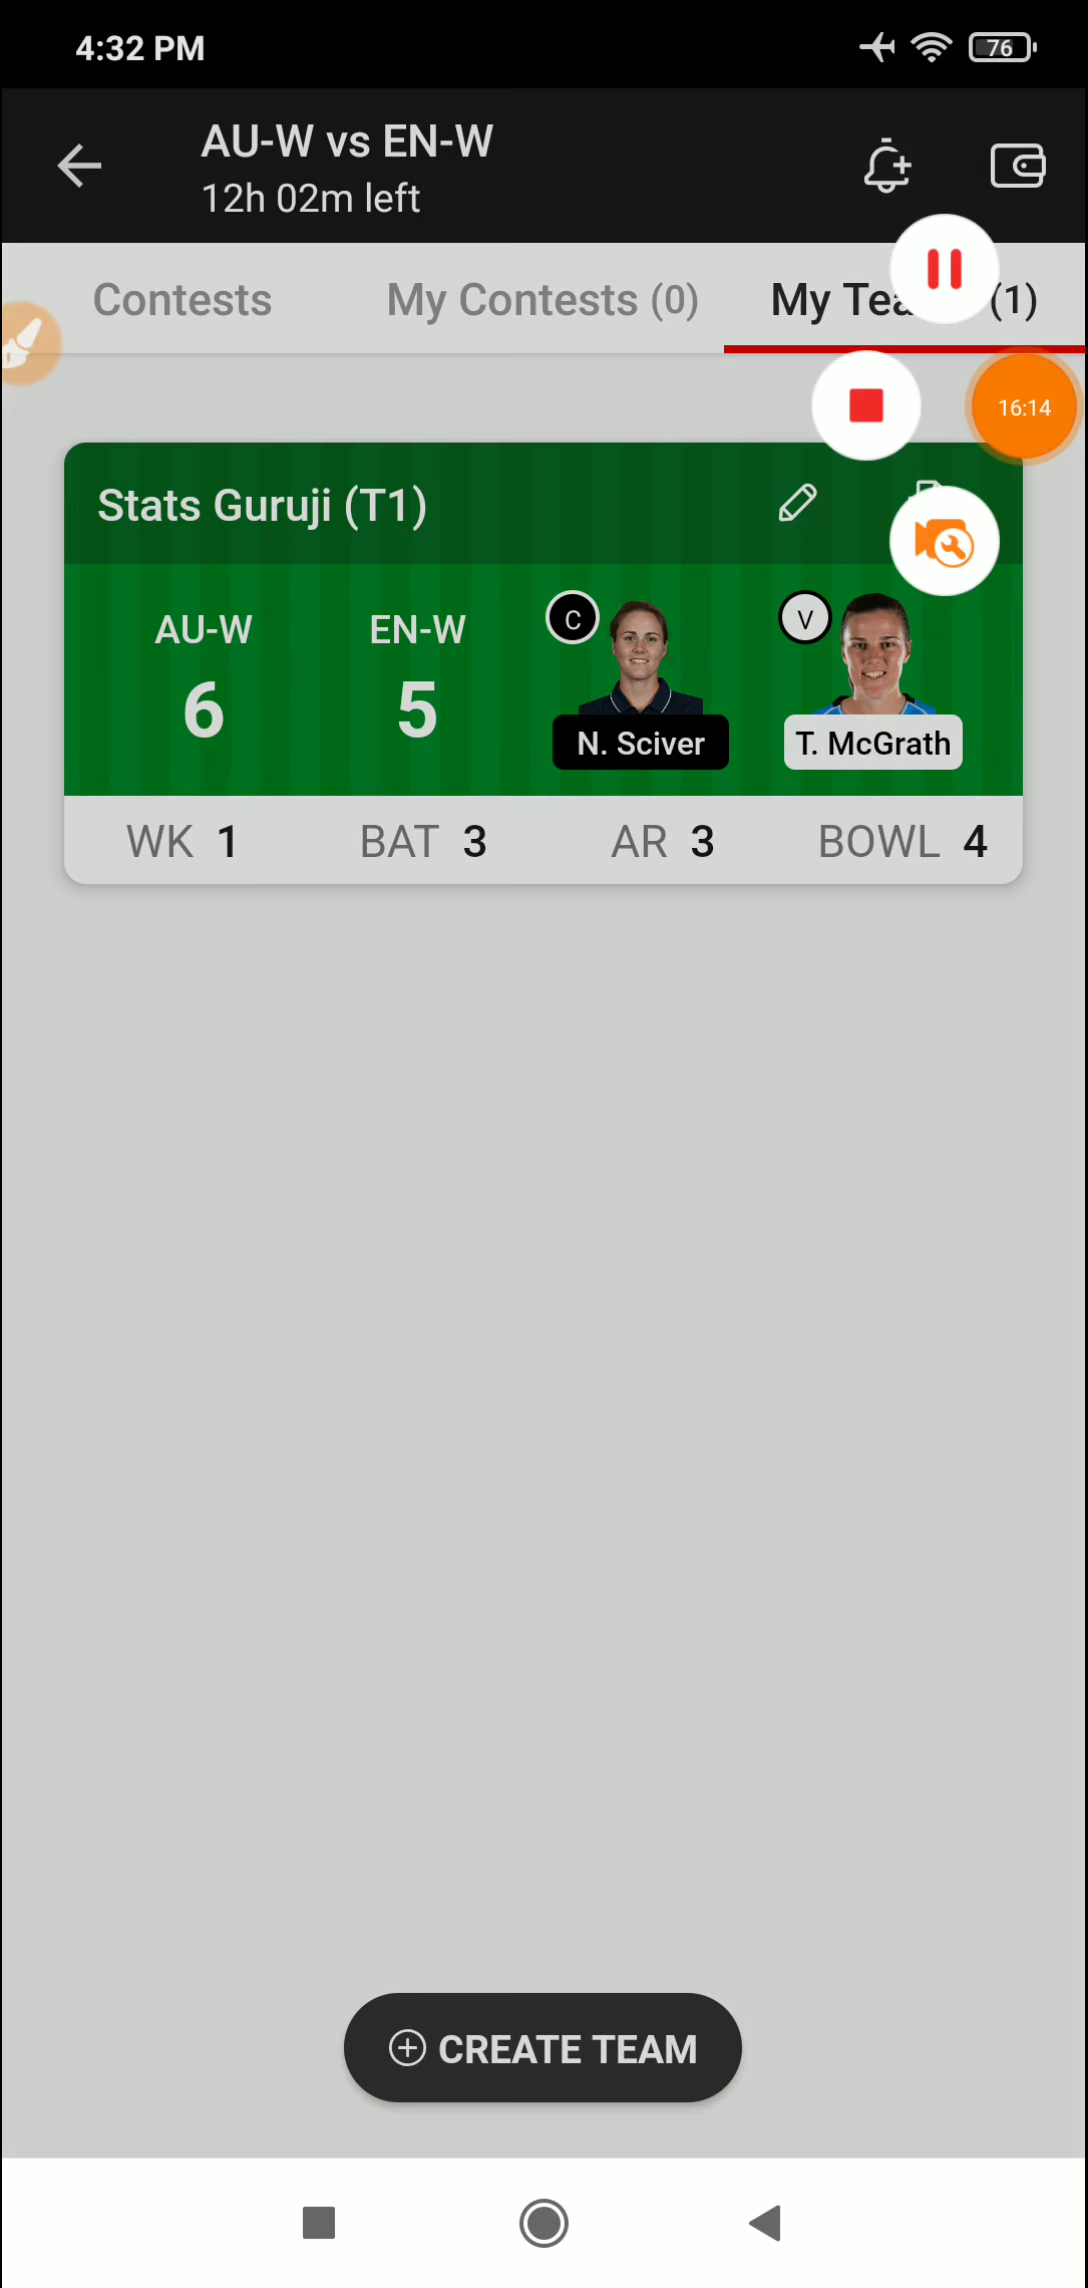 4:32 PM
76
AU-W vs EN-W
12h 02m left
Contests
My Contests (0)
My (1)
16:14
Stats Guruji (T1)
AU-W
EN-W
6
5
C
V
N. Sciver
T. McGrath
WK 1
BAT 3
AR 3
BOWL 4
CREATE TEAM